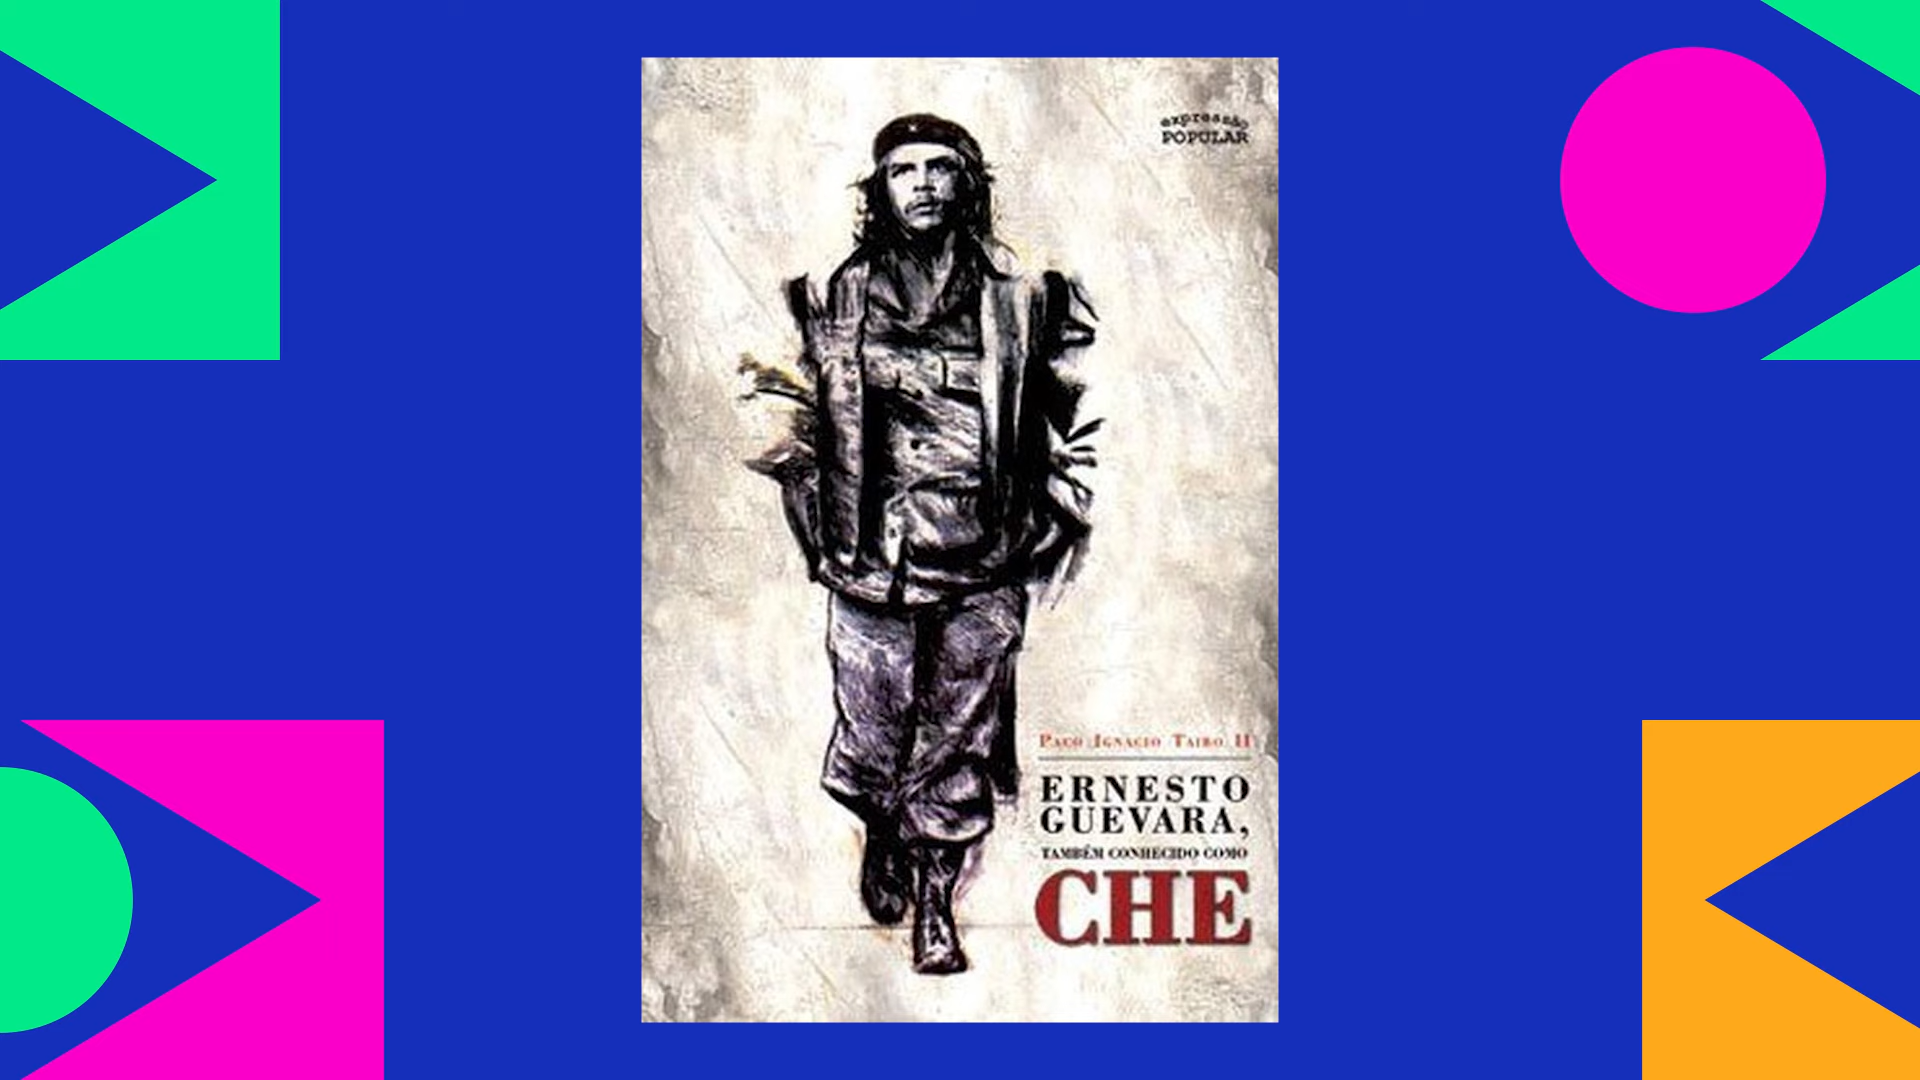 expressão
POPULAR
PACO IGNACIO TAIBO II
ERNESTO
GUEVARA,
TAMBÉM CONHECIDO COMO
CHE